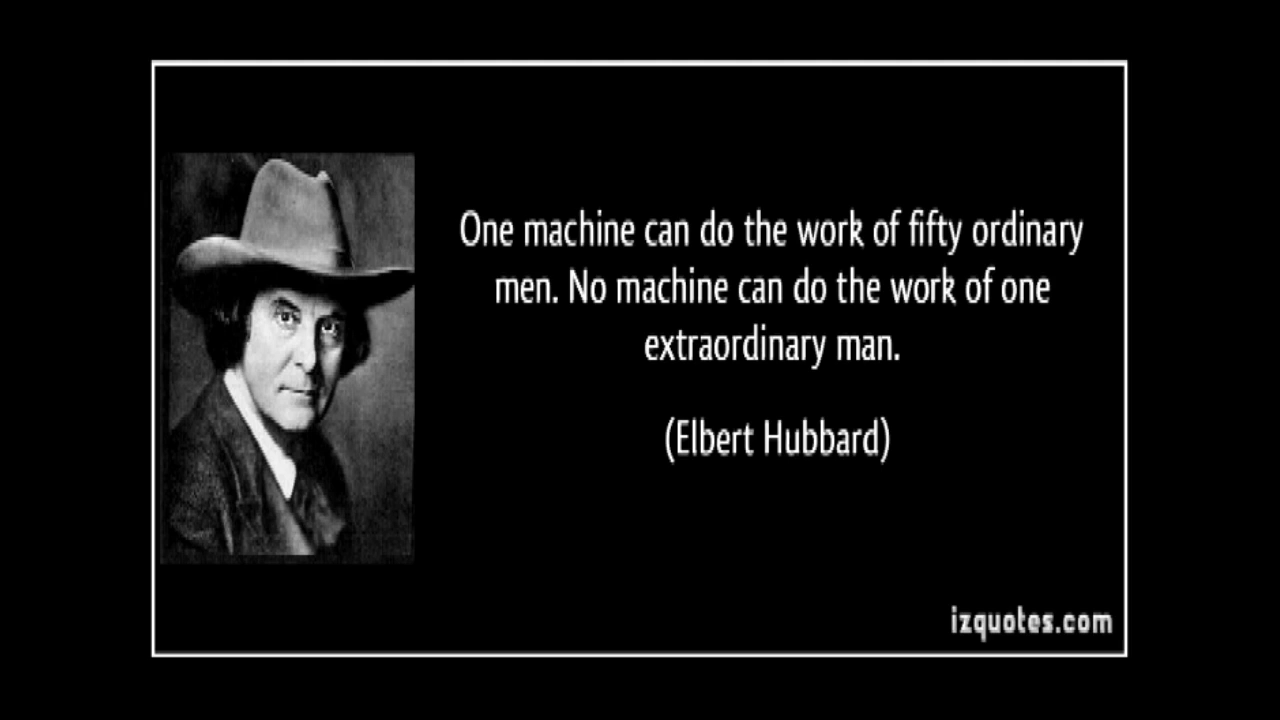 One machine can do the work of fifty ordinary
men. No machine can do the work of one
extraordinary man.
(Elbert Hubbard)
izquotes.com